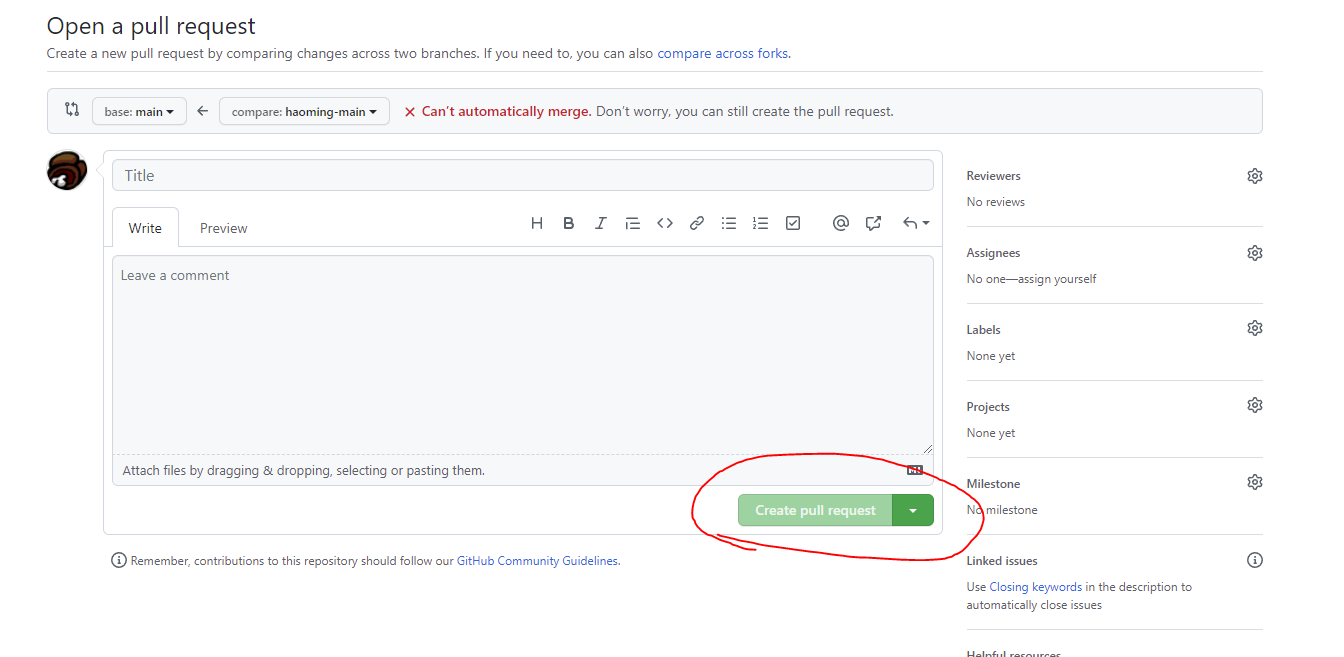 Open a pull request
Create a new pull request by comparing changes across two branches. If you need to, you can also compare across forks.
base: main
compare: haoming-main
Can't automatically merge. Don't worry, you can still create the pull request.
Title
Write
Preview
Leave a comment
Attach files by dragging & dropping, selecting or pasting them.
Create pull request
Remember, contributions to this repository should follow our GitHub Community Guidelines.
Reviewers
No reviews
Assignees
No one—assign yourself
Labels
None yet
Projects
None yet
Milestone
No milestone
Linked issues
Use Closing keywords in the description to
automatically close issues
Helpful resources